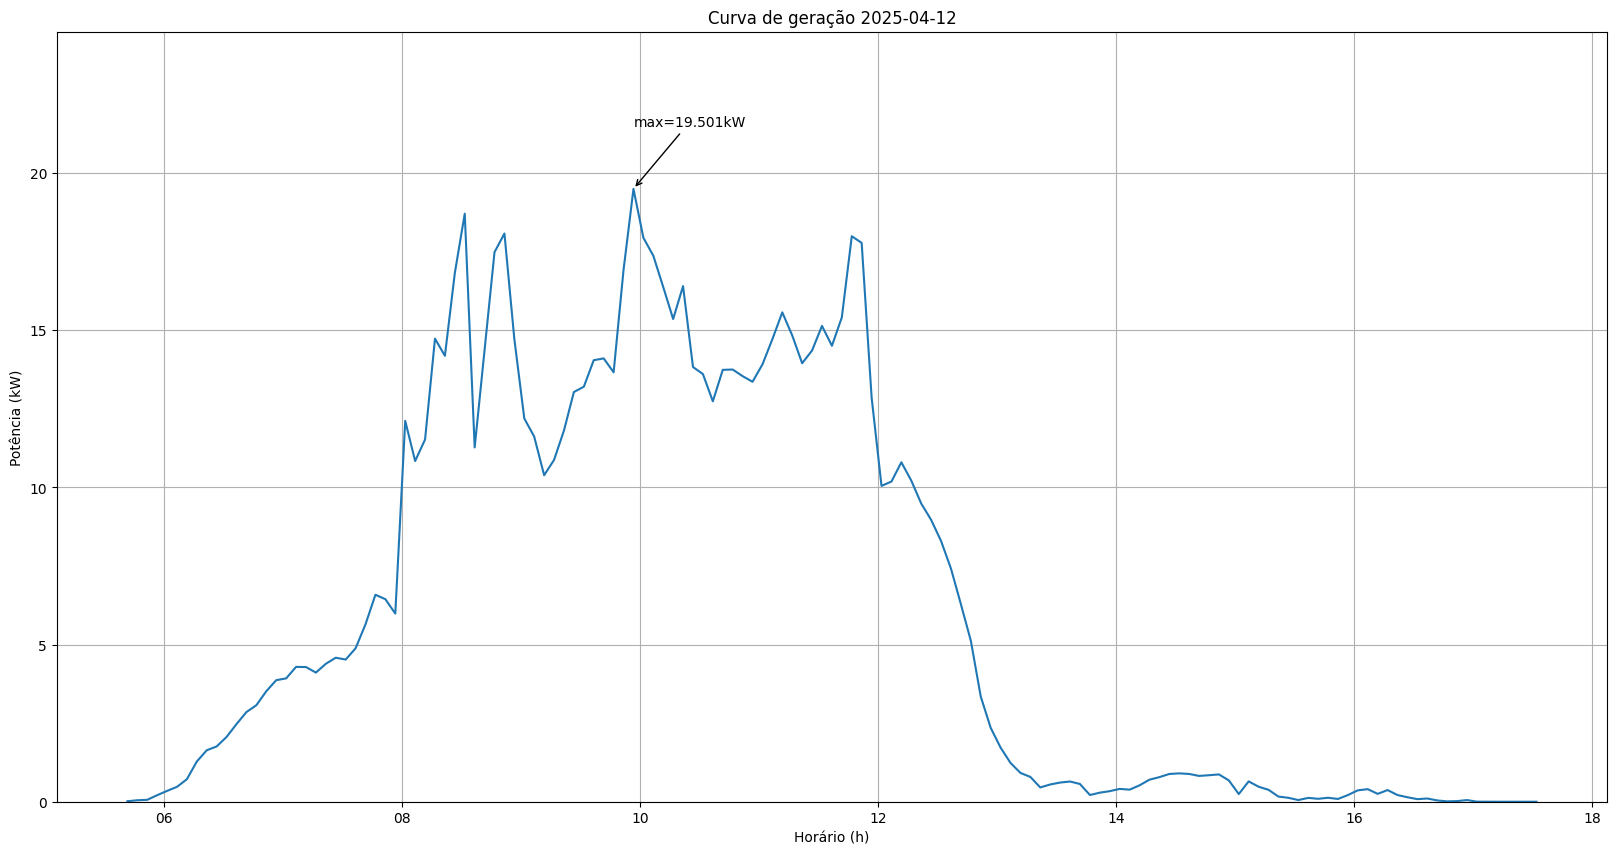 Curva de geração 2025-04-12
max=19.501kW
20
15
10
5
0
Potência (kW)
06 08 10 12 14 16 18
Horário (h)